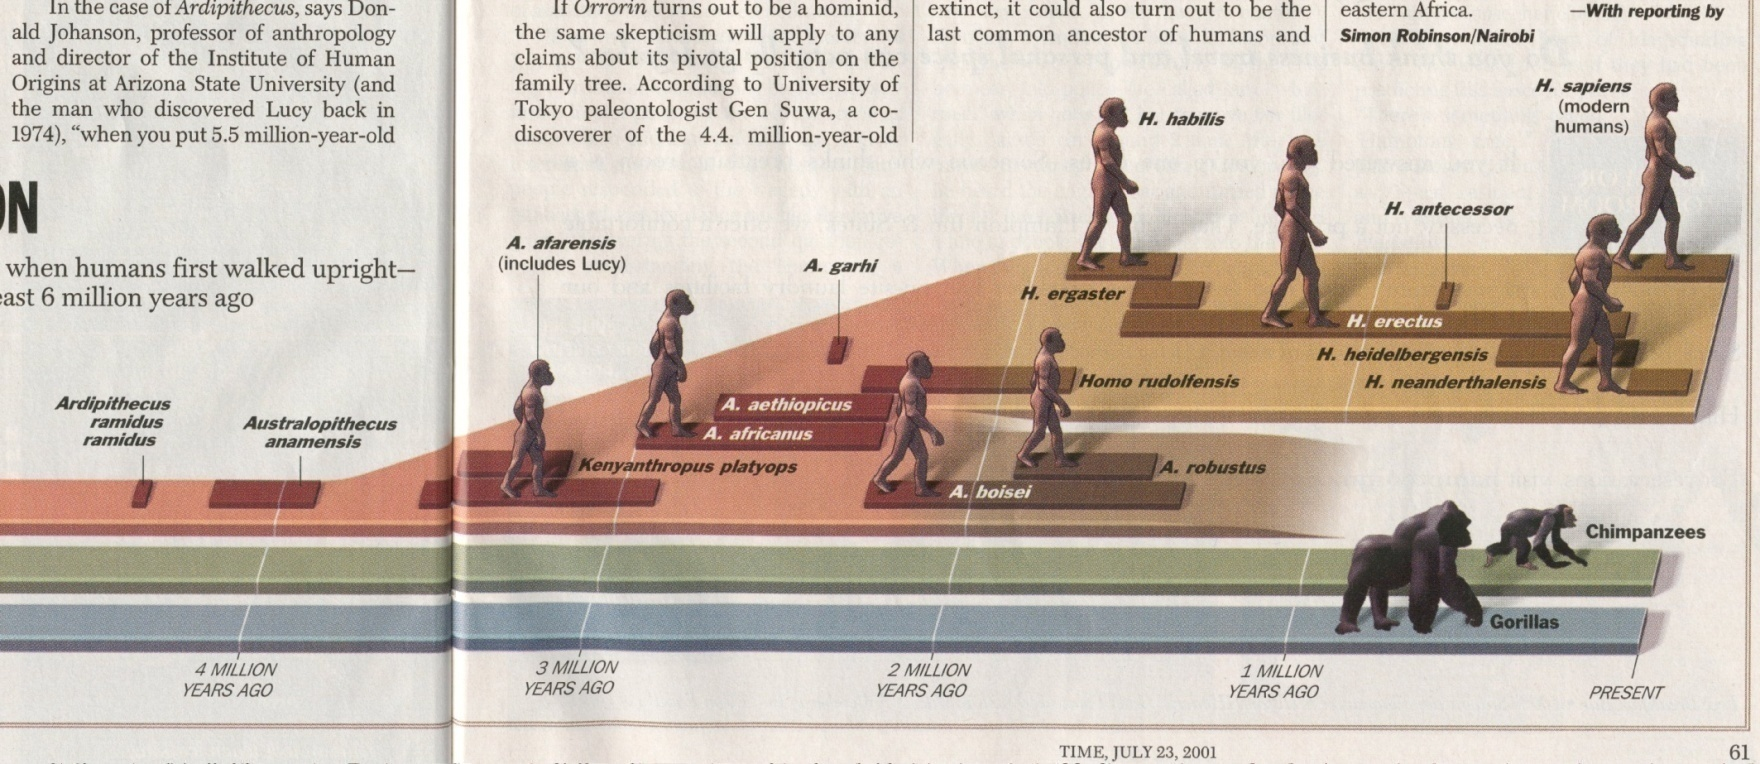 In the case of Ardipithecus, says Don-
ald Johanson, professor of anthropology
and director of the Institute of Human
Origins at Arizona State University (and
the man who discovered Lucy back in
1974), “when you put 5.5 million-year-old
If Orrorin turns out to be a hominid,
the same skepticism will apply to any
claims about its pivotal position on the
family tree. According to University of
Tokyo paleontologist Gen Suwa, a co-
discoverer of the 4.4. million-year-old
extinct, it could also turn out to be the
last common ancestor of humans and
eastern Africa.
—With reporting by
Simon Robinson/Nairobi
ON
when humans first walked upright—
east 6 million years ago
Ardipithecus
ramidus
ramidus
Australopithecus
anamensis
A. afarensis
(includes Lucy)
A. garhi
H. habilis
H. sapiens
(modern
humans)
H. antecessor
H. ergaster
H. erectus
H. heidelbergensis
H. neanderthalensis
Homo rudolfensis
A. aethiopicus
A. africanus
Kenyanthropus platyops
A. robustus
A. boisei
Chimpanzees
Gorillas
4 MILLION
YEARS AGO
3 MILLION
YEARS AGO
2 MILLION
YEARS AGO
1 MILLION
YEARS AGO
PRESENT
TIME, JULY 23, 2001
61